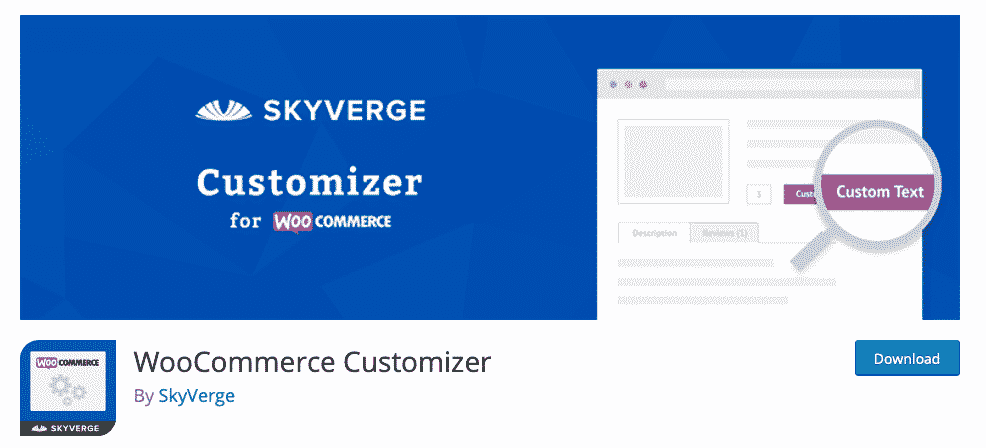 SKYVERGE
Customizer
for WOO COMMERCE
$
Custom Text
Description
Reviews (1)
WooCommerce Customizer
Download
By SkyVerge
WOO COMMERCE
SKYVERGE